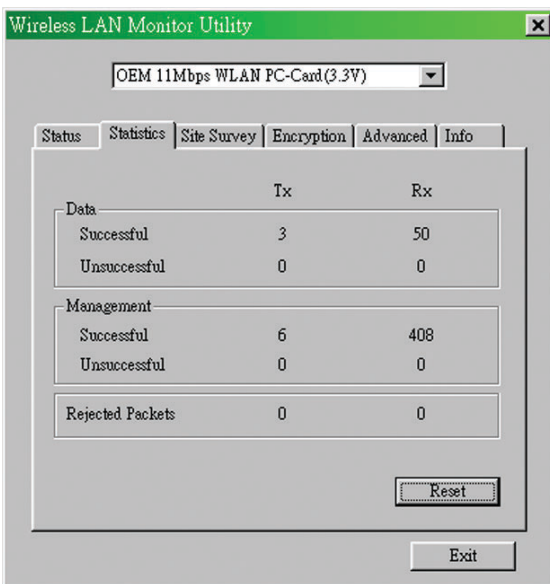 Wireless LAN Monitor Utility
OEM 11Mbps WLAN PC-Card(3.3V)
Status Statistics Site Survey Encryption Advanced Info
Tx Rx
Data
Successful 3 50
Unsuccessful 0 0
Management
Successful 6 408
Unsuccessful 0 0
Rejected Packets 0 0
Reset
Exit